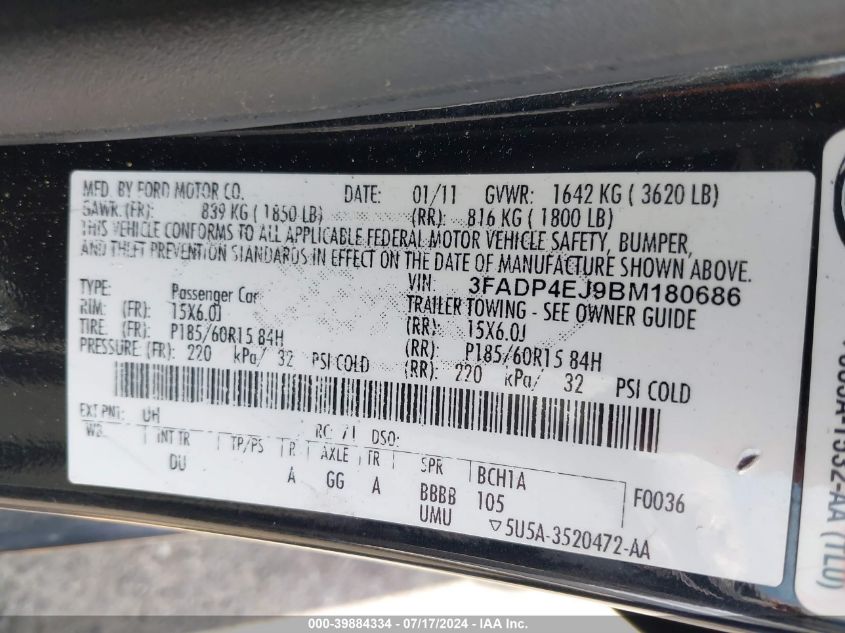 MFD. BY FORD MOTOR CO. DATE: 01/11 GVWR: 1642 KG ( 3620 LB)
GAWR: (FR): 839 KG ( 1850 LB) (RR): 816 KG ( 1800 LB)
THIS VEHICLE CONFORMS TO ALL APPLICABLE FEDERAL MOTOR VEHICLE SAFETY, BUMPER,
AND THEFT PREVENTION STANDARDS IN EFFECT ON THE DATE OF MANUFACTURE SHOWN ABOVE.
VIN: 3FADP4EJ9BM180686
TYPE: Passenger Car TRAILER TOWING - SEE OWNER GUIDE
RIM: (FR): 15X6.0J (RR): 15X6.0J
TIRE. (FR): P185/60R15 84H (RR): P185/60R15 84H
PRESSURE: (FR): 220 kPa/ 32 PSI COLD (RR): 220 kPa/ 32 PSI COLD
EXT PNT: UH RC: 71 DSO:
WB INT TR TP/PS R AXLE TR SPR BCH1A
DU A GG A BBBB 105 F0036
UMU ▽5U5A-3520472-AA
1532-AA (TLU)
000-39884334 | 07/17/2024 - IAA Inc.